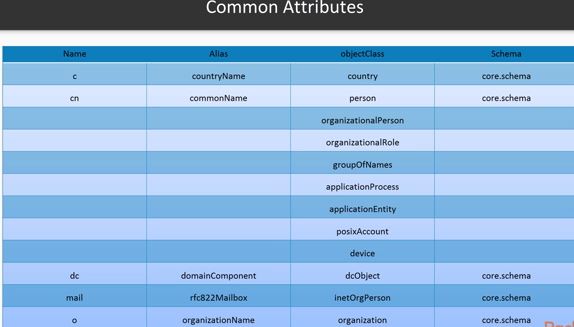 Common Attributes
Name Alias objectClass Schema
c countryName country core.schema
cn commonName person core.schema
organizationalPerson
organizationalRole
groupOfNames
applicationProcess
applicationEntity
posixAccount
device
dc domainComponent dcObject core.schema
mail rfc822Mailbox inetOrgPerson core.schema
o organizationName organization core.schema